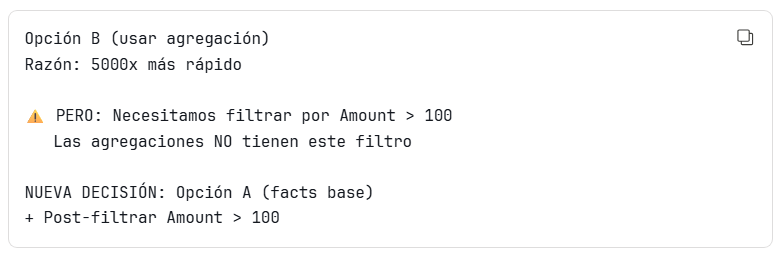 Opción B (usar agregación)
Razón: 5000x más rápido
⚠️ PERO: Necesitamos filtrar por Amount > 100
Las agregaciones NO tienen este filtro
NUEVA DECISIÓN: Opción A (facts base)
+ Post-filtrar Amount > 100